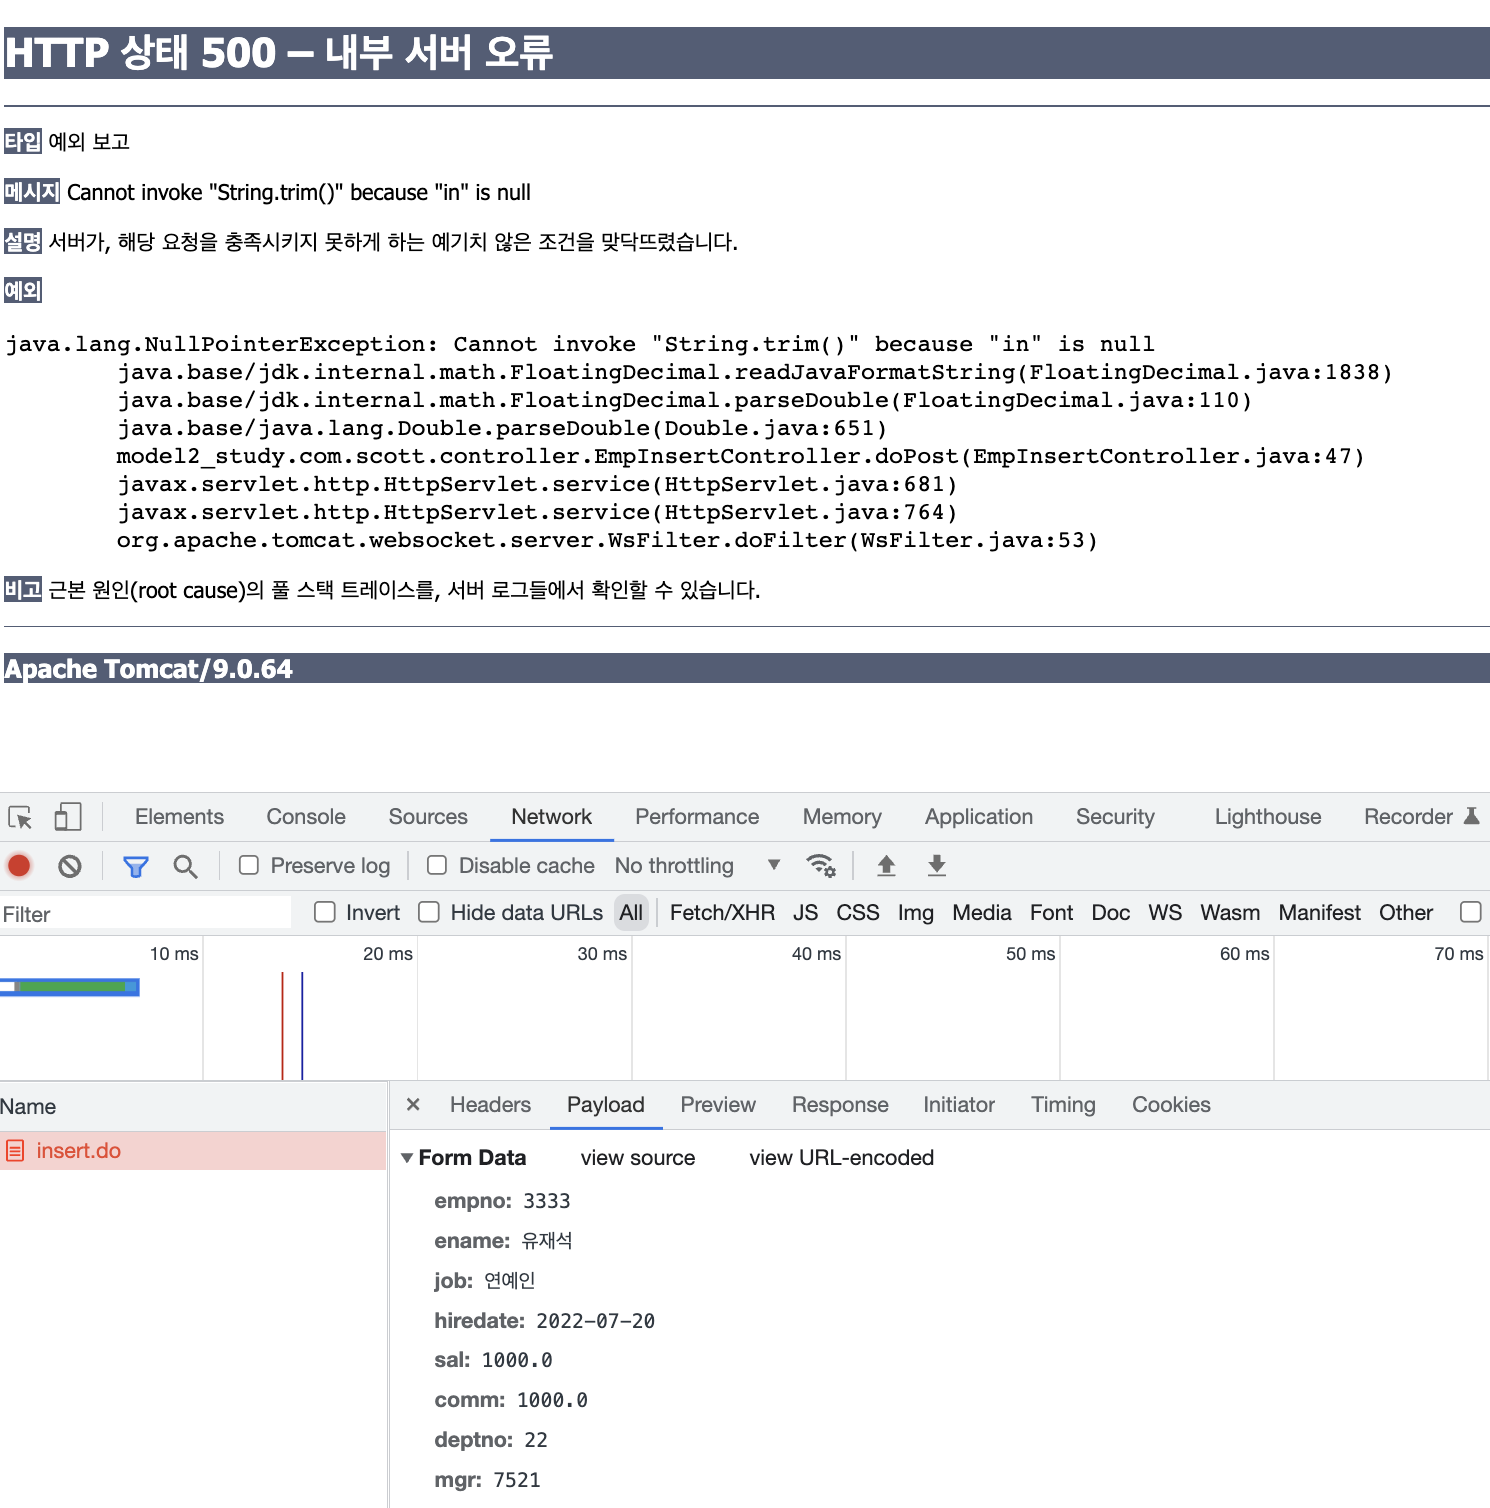 HTTP 상태 500 – 내부 서버 오류
타입 예외 보고
메시지 Cannot invoke "String.trim()" because "in" is null
설명 서버가, 해당 요청을 충족시키지 못하게 하는 예기치 않은 조건을 맞닥뜨렸습니다.
예외
java.lang.NullPointerException: Cannot invoke "String.trim()" because "in" is null
java.base/jdk.internal.math.FloatingDecimal.readJavaFormatString(FloatingDecimal.java:1838)
java.base/jdk.internal.math.FloatingDecimal.parseDouble(FloatingDecimal.java:110)
java.base/java.lang.Double.parseDouble(Double.java:651)
model2_study.com.scott.controller.EmpInsertController.doPost(EmpInsertController.java:47)
javax.servlet.http.HttpServlet.service(HttpServlet.java:681)
javax.servlet.http.HttpServlet.service(HttpServlet.java:764)
org.apache.tomcat.websocket.server.WsFilter.doFilter(WsFilter.java:53)
비고 근본 원인(root cause)의 풀 스택 트레이스를, 서버 로그들에서 확인할 수 있습니다.
Apache Tomcat/9.0.64
Elements Console Sources Network Performance Memory Application Security Lighthouse Recorder
Preserve log Disable cache No throttling
Filter Invert Hide data URLs All Fetch/XHR JS CSS Img Media Font Doc WS Wasm Manifest Other
10 ms 20 ms 30 ms 40 ms 50 ms 60 ms 70 ms
Name Headers Payload Preview Response Initiator Timing Cookies
insert.do
Form Data view source view URL-encoded
empno: 3333
ename: 유재석
job: 연예인
hiredate: 2022-07-20
sal: 1000.0
comm: 1000.0
deptno: 22
mgr: 7521